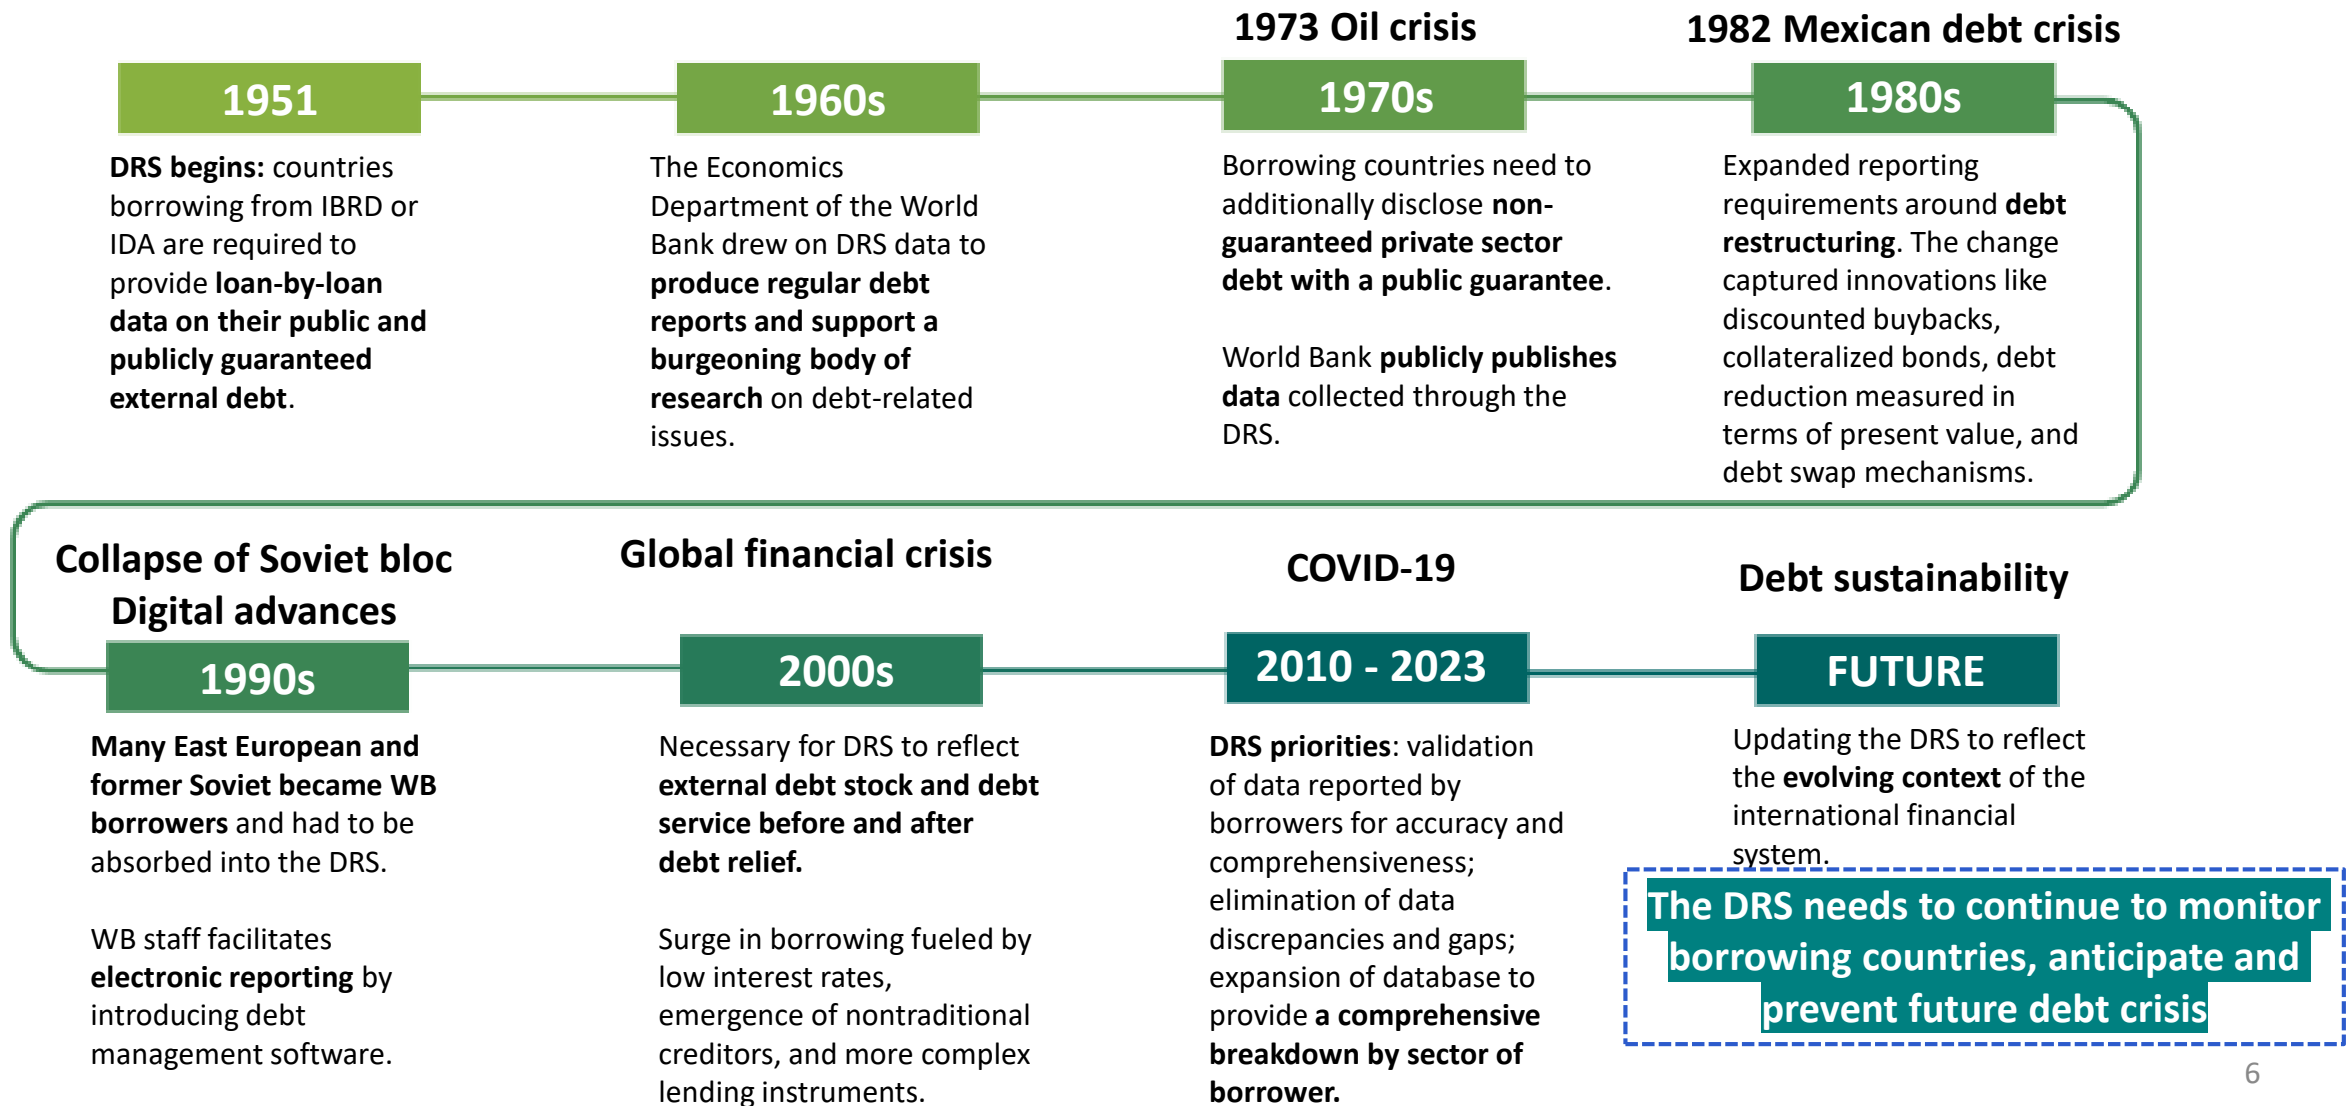 1951
DRS begins: countries
borrowing from IBRD or
IDA are required to
provide loan-by-loan
data on their public and
publicly guaranteed
external debt.
1960s
The Economics
Department of the World
Bank drew on DRS data to
produce regular debt
reports and support a
burgeoning body of
research on debt-related
issues.
1973 Oil crisis
1970s
Borrowing countries need to
additionally disclose non-
guaranteed private sector
debt with a public guarantee.
World Bank publicly publishes
data collected through the
DRS.
1982 Mexican debt crisis
1980s
Expanded reporting
requirements around debt
restructuring. The change
captured innovations like
discounted buybacks,
collateralized bonds, debt
reduction measured in
terms of present value, and
debt swap mechanisms.
Collapse of Soviet bloc
Digital advances
1990s
Many East European and
former Soviet became WB
borrowers and had to be
absorbed into the DRS.
WB staff facilitates
electronic reporting by
introducing debt
management software.
Global financial crisis
2000s
Necessary for DRS to reflect
external debt stock and debt
service before and after
debt relief.
Surge in borrowing fueled by
low interest rates,
emergence of nontraditional
creditors, and more complex
lending instruments.
COVID-19
2010 - 2023
DRS priorities: validation
of data reported by
borrowers for accuracy and
comprehensiveness;
elimination of data
discrepancies and gaps;
expansion of database to
provide a comprehensive
breakdown by sector of
borrower.
Debt sustainability
FUTURE
Updating the DRS to reflect
the evolving context of the
international financial
system.
The DRS needs to continue to monitor
borrowing countries, anticipate and
prevent future debt crisis
6